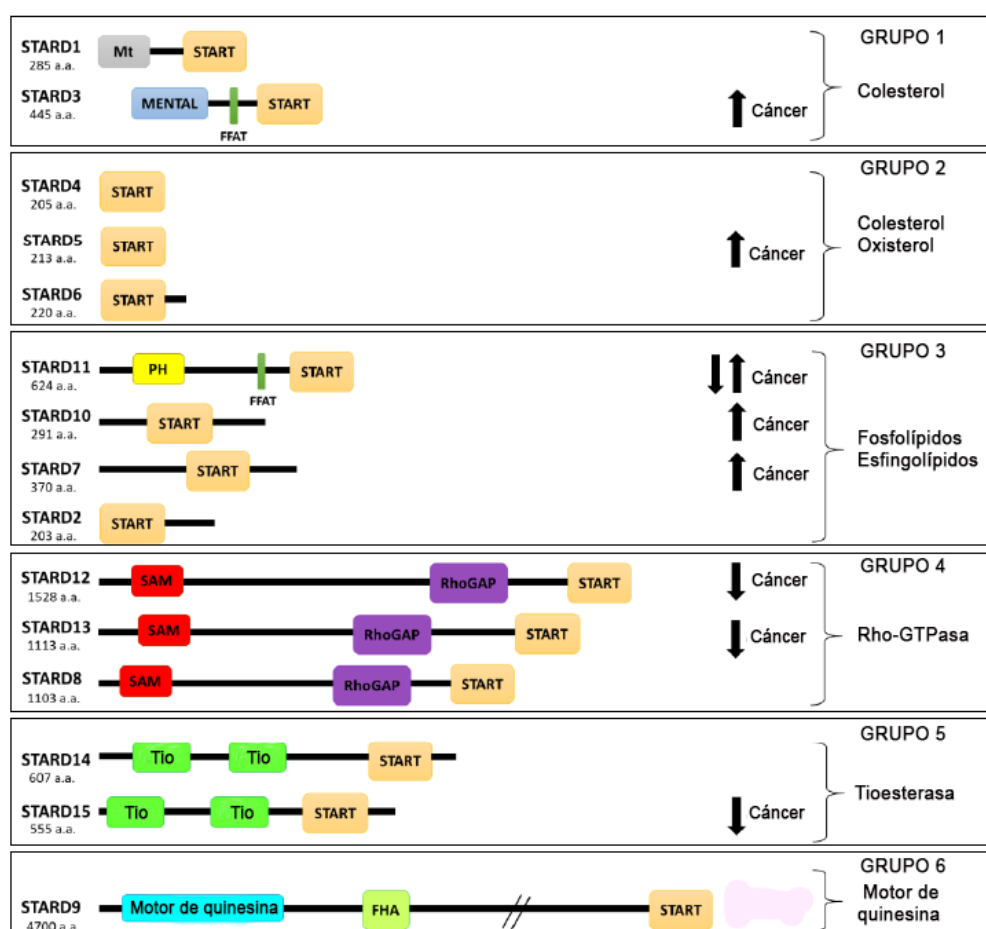 STARD1
285 a.a.
Mt
START
GRUPO 1
Colesterol
STARD3
445 a.a.
MENTAL
FFAT
START
Cáncer
GRUPO 2
STARD4
205 a.a.
START
Colesterol
Oxisterol
STARD5
213 a.a.
START
Cáncer
STARD6
220 a.a.
START
GRUPO 3
STARD11
624 a.a.
PH
FFAT
START
Cáncer
STARD10
291 a.a.
START
Cáncer
Fosfolípidos
Esfingolípidos
STARD7
370 a.a.
START
Cáncer
STARD2
203 a.a.
START
GRUPO 4
STARD12
1528 a.a.
SAM
RhoGAP
START
Cáncer
STARD13
1113 a.a.
SAM
RhoGAP
START
Cáncer
Rho-GTPasa
STARD8
1103 a.a.
SAM
RhoGAP
START
GRUPO 5
STARD14
607 a.a.
Tio
Tio
START
Tioesterasa
STARD15
555 a.a.
Tio
Tio
START
Cáncer
GRUPO 6
STARD9
4700 a.a.
Motor de quinesina
FHA
START
Motor de
quinesina